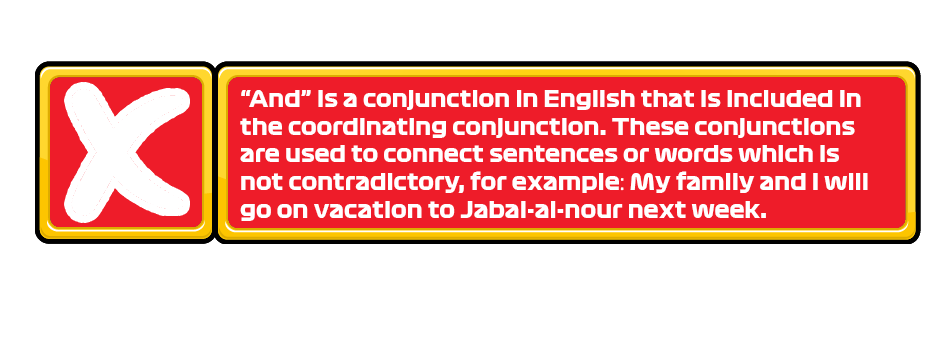 “And” is a conjunction in English that is included in
the coordinating conjunction. These conjunctions
are used to connect sentences or words which is
not contradictory, for example: My family and I will
go on vacation to Jabal-al-nour next week.